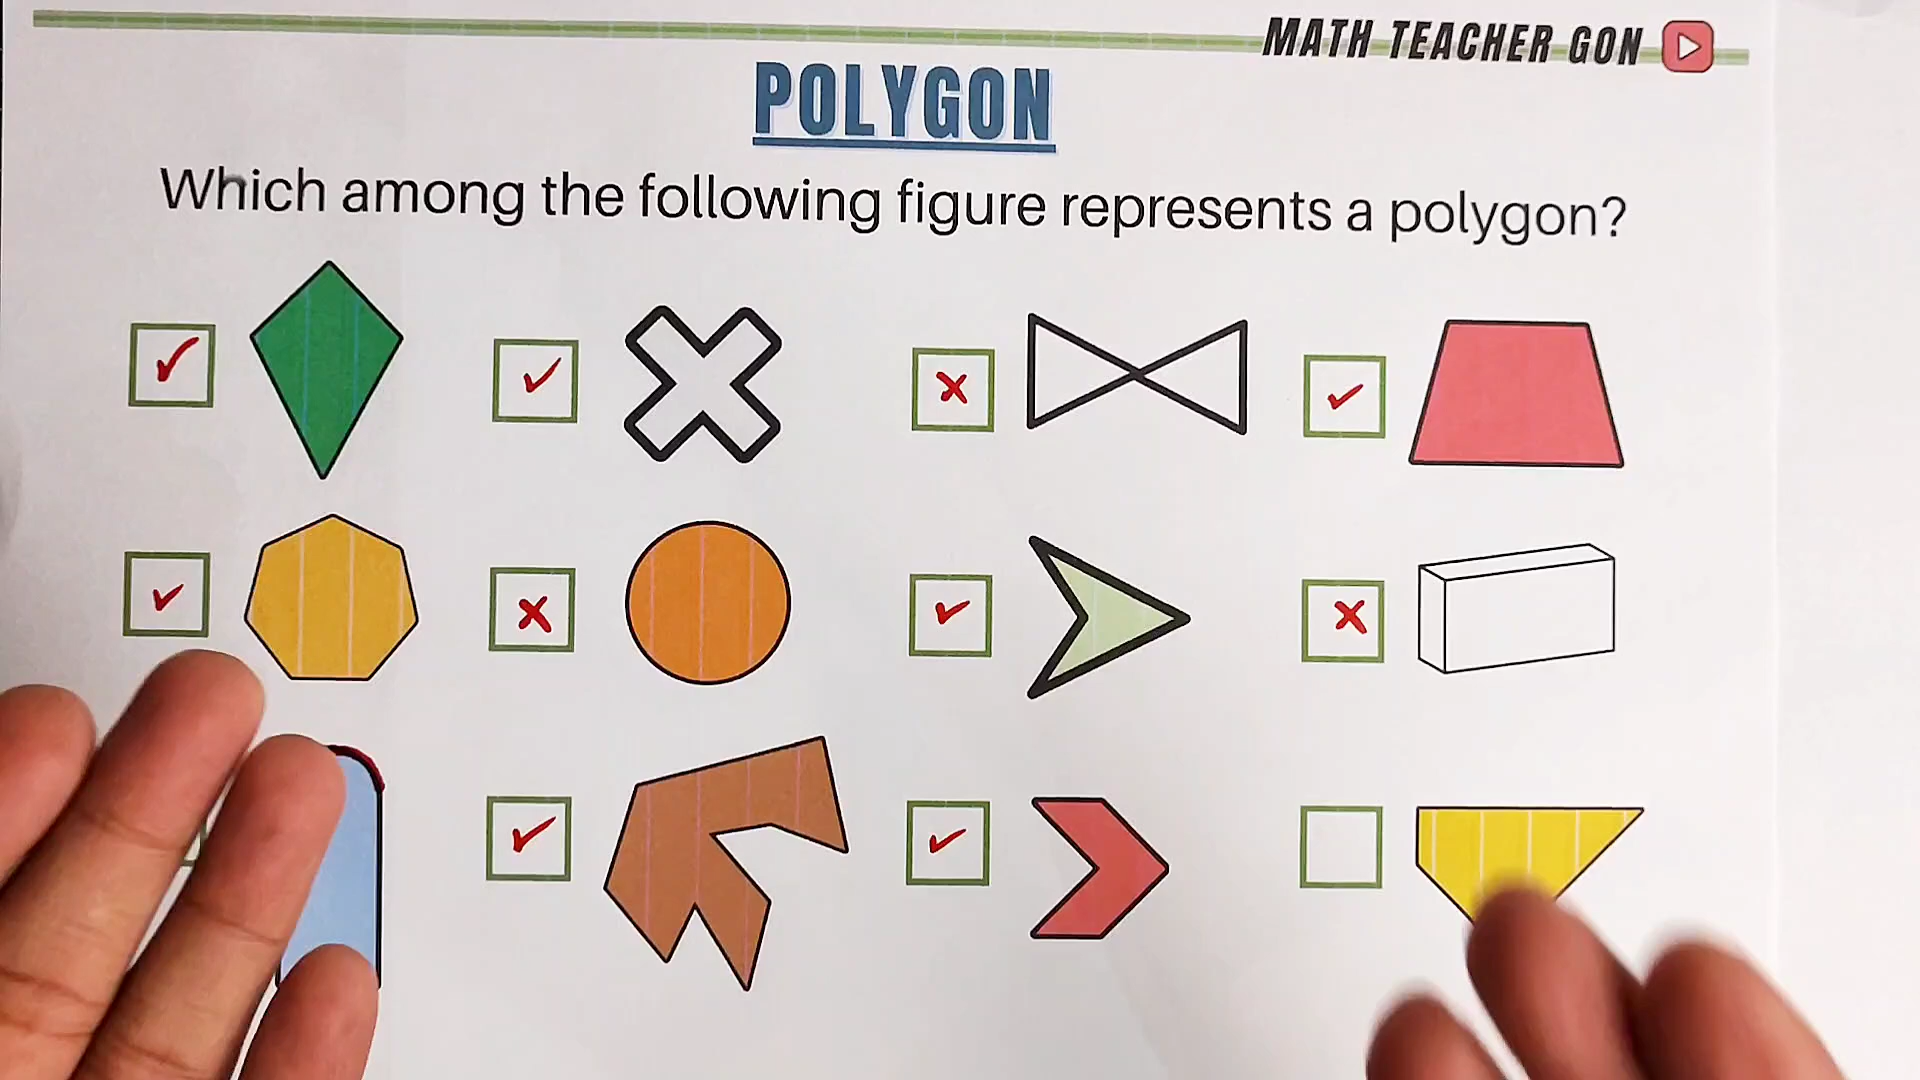 MATH TEACHER GON
POLYGON
Which among the following figure represents a polygon?